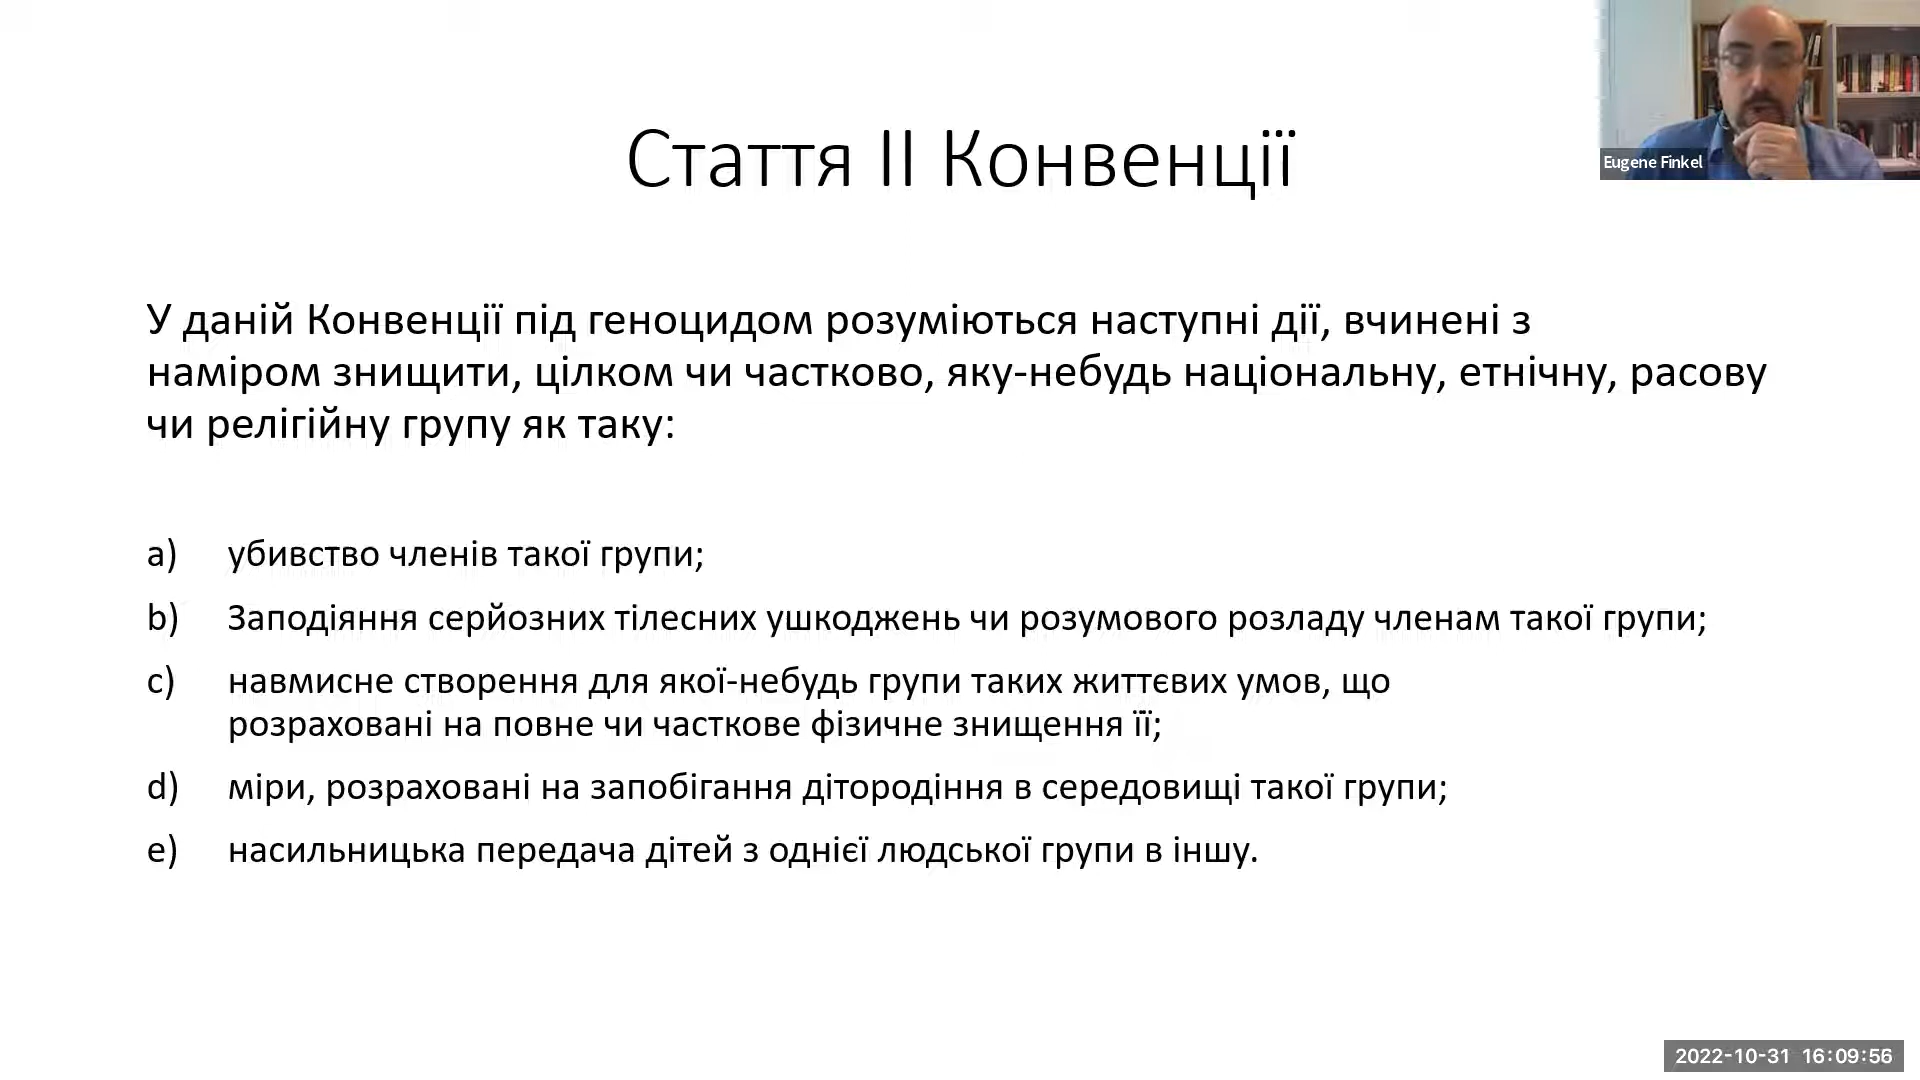 Стаття II Конвенції
Eugene Finkel
У даній Конвенції під геноцидом розуміються наступні дії, вчинені з
наміром знищити, цілком чи частково, яку-небудь національну, етнічну, расову
чи релігійну групу як таку:
a) убивство членів такої групи;
b) Заподіяння серйозних тілесних ушкоджень чи розумового розладу членам такої групи;
c) навмисне створення для якої-небудь групи таких життєвих умов, що
розраховані на повне чи часткове фізичне знищення її;
d) міри, розраховані на запобігання дітородіння в середовищі такої групи;
e) насильницька передача дітей з однієї людської групи в іншу.
2022-10-31 16:09:56